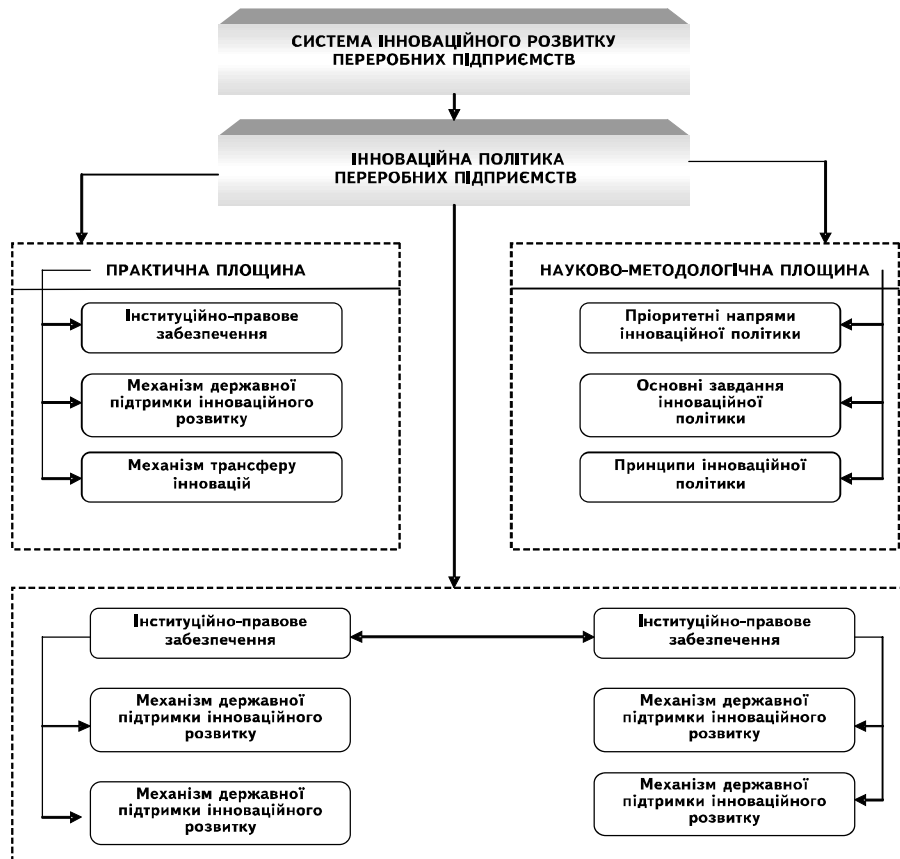 СИСТЕМА ІННОВАЦІЙНОГО РОЗВИТКУ
ПЕРЕРОБНИХ ПІДПРИЄМСТВ
ІННОВАЦІЙНА ПОЛІТИКА
ПЕРЕРОБНИХ ПІДПРИЄМСТВ
ПРАКТИЧНА ПЛОЩИНА
Інституційно-правове
забезпечення
Механізм державної
підтримки інноваційного
розвитку
Механізм трансферу
інновацій
НАУКОВО-МЕТОДОЛОГІЧНА ПЛОЩИНА
Пріоритетні напрями
інноваційної політики
Основні завдання
інноваційної
політики
Принципи інноваційної
політики
Інституційно-правове
забезпечення
Механізм державної
підтримки інноваційного
розвитку
Механізм державної
підтримки інноваційного
розвитку
Інституційно-правове
забезпечення
Механізм державної
підтримки інноваційного
розвитку
Механізм державної
підтримки інноваційного
розвитку